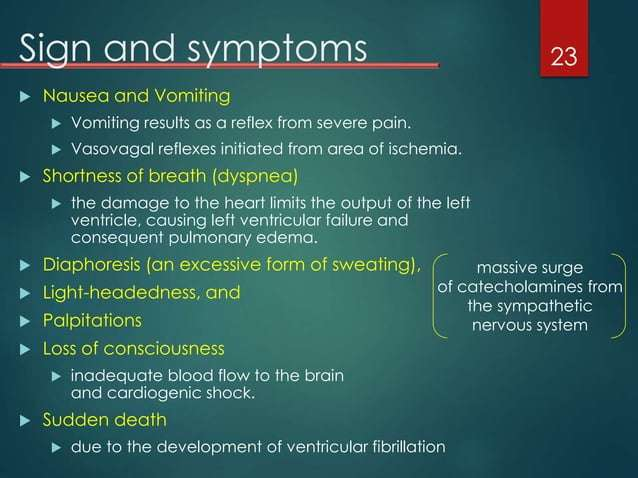 Sign and symptoms
23
Nausea and Vomiting
Vomiting results as a reflex from severe pain.
Vasovagal reflexes initiated from area of ischemia.
Shortness of breath (dyspnea)
the damage to the heart limits the output of the left
ventricle, causing left ventricular failure and
consequent pulmonary edema.
Diaphoresis (an excessive form of sweating),
Light-headedness, and
Palpitations
massive surge
of catecholamines from
the sympathetic
nervous system
Loss of consciousness
inadequate blood flow to the brain
and cardiogenic shock.
Sudden death
due to the development of ventricular fibrillation